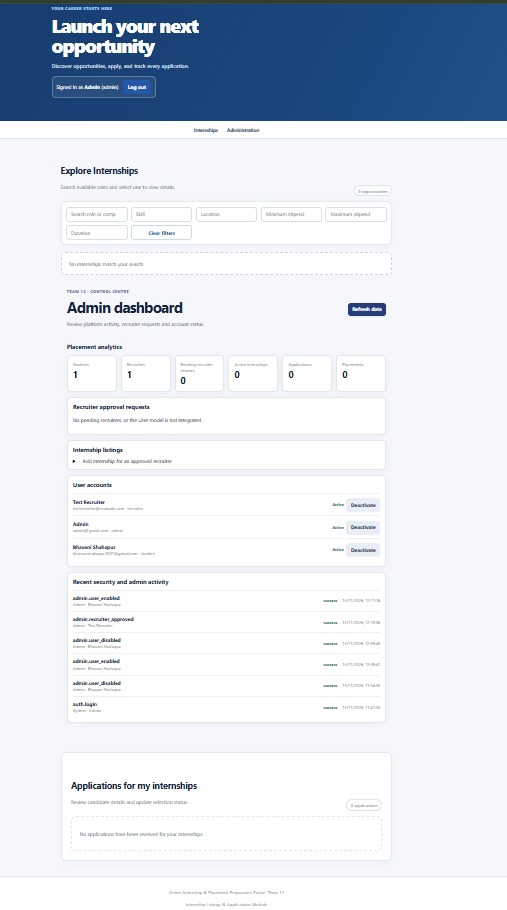 YOUR CAREER STARTS HERE
Launch your next
opportunity
Discover opportunities, apply, and track every application.
Signed in as Admin (admin)
Log out
Internships
Administration
Explore Internships
Search available roles and select one to view details.
0 opportunities
Search role or comp
Skill
Location
Minimum stipend
Maximum stipend
Duration
Clear filters
No internships match your search.
TEAM 12 · CONTROL CENTRE
Admin dashboard
Review platform activity, recruiter requests and account status.
Refresh data
Placement analytics
Students
1
Recruiters
1
Pending recruiter
reviews
0
Active internships
0
Applications
0
Placements
0
Recruiter approval requests
No pending recruiters, or the User model is not integrated.
Internship listings
Add internship for an approved recruiter
User accounts
Test Recruiter
testrecruiter@example.com · recruiter
Active
Deactivate
Admin
admin@gmail.com · admin
Active
Deactivate
Bhavani Shahapur
student
Active
Deactivate
Recent security and admin activity
admin.user_enabled
Admin · Bhavani Shahapur
success
admin.recruiter_approved
Admin · Test Recruiter
success
admin.user_disabled
Admin · Bhavani Shahapur
success
admin.user_enabled
Admin · Bhavani Shahapur
success
admin.user_disabled
Admin · Bhavani Shahapur
success
auth.login
System · Admin
success
Applications for my internships
Review candidate details and update selection status.
0 applications
No applications have been received for your internships.
Online Internship & Placement Preparation Portal · Team 12
Internship Listings & Applications Module